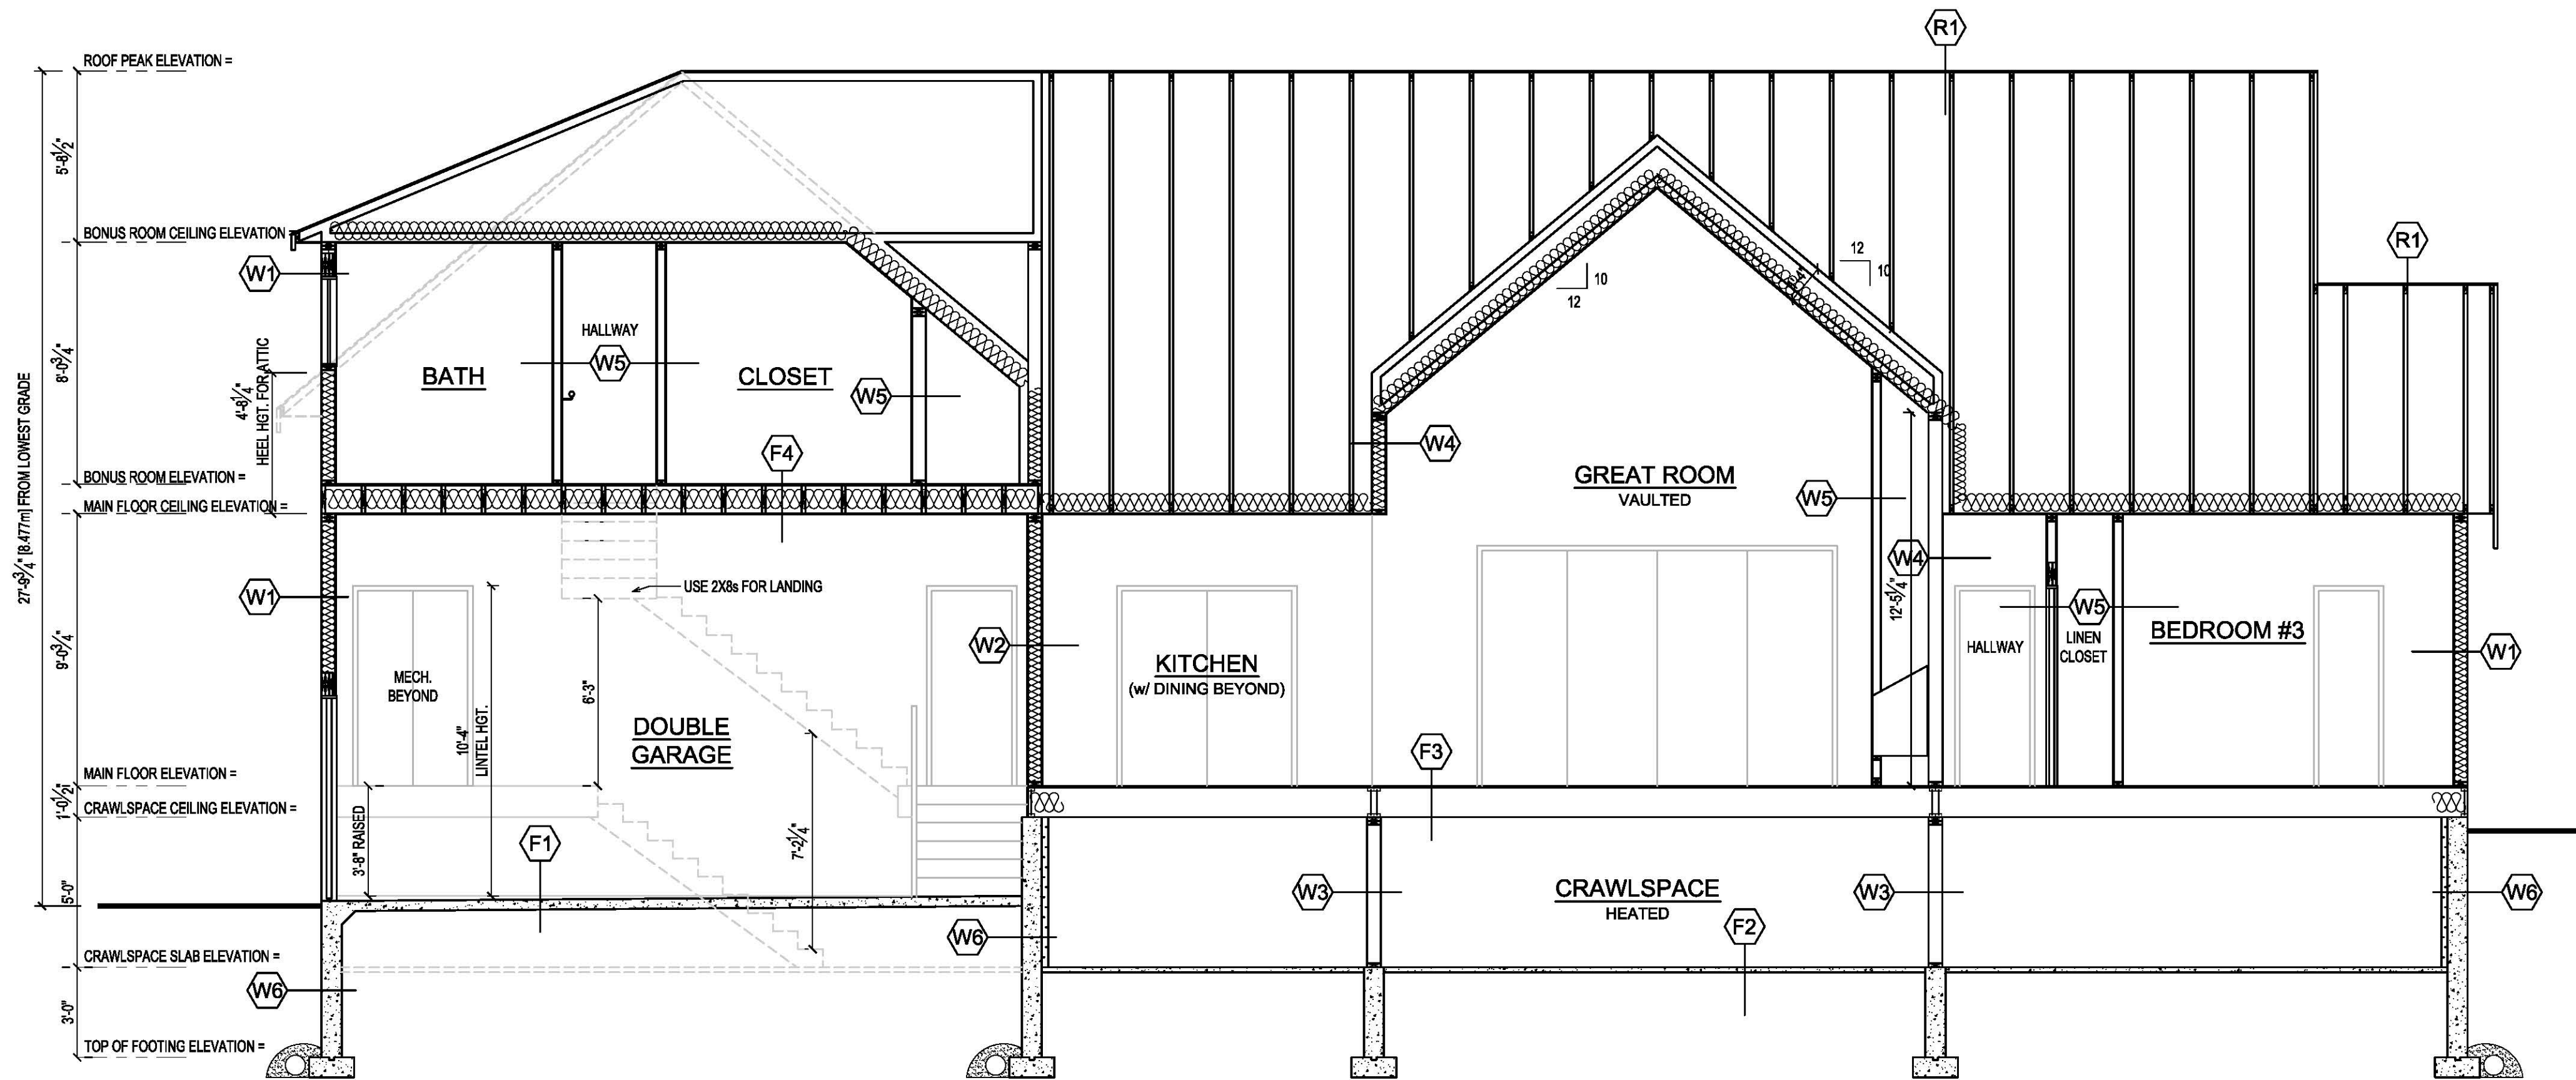 R1
ROOF PEAK ELEVATION =
5'-8 1/2"
BONUS ROOM CEILING ELEVATION =
R1
W1
12
10
10
12
8'-0 3/4"
HALLWAY
W5
BATH
CLOSET
W5
4'-8 1/4"
HEEL HGT. FOR ATTIC
27'-9 3/4" [8.477m] FROM LOWEST GRADE
W4
F4
GREAT ROOM
VAULTED
W5
BONUS ROOM ELEVATION =
MAIN FLOOR CEILING ELEVATION =
W4
W1
USE 2X8s FOR LANDING
12'-5 1/4"
W5
W2
9'-0 3/4"
HALLWAY
LINEN
CLOSET
BEDROOM #3
W1
MECH.
BEYOND
KITCHEN
(w/ DINING BEYOND)
6'-3"
10'-4"
LINTEL HGT.
DOUBLE
GARAGE
F3
MAIN FLOOR ELEVATION =
1'-0 1/2"
CRAWLSPACE CEILING ELEVATION =
3'-8" RAISED
F1
7'-2 1/4"
5'-0"
W3
CRAWLSPACE
HEATED
W3
W6
F2
W6
CRAWLSPACE SLAB ELEVATION =
W6
3'-0"
TOP OF FOOTING ELEVATION =